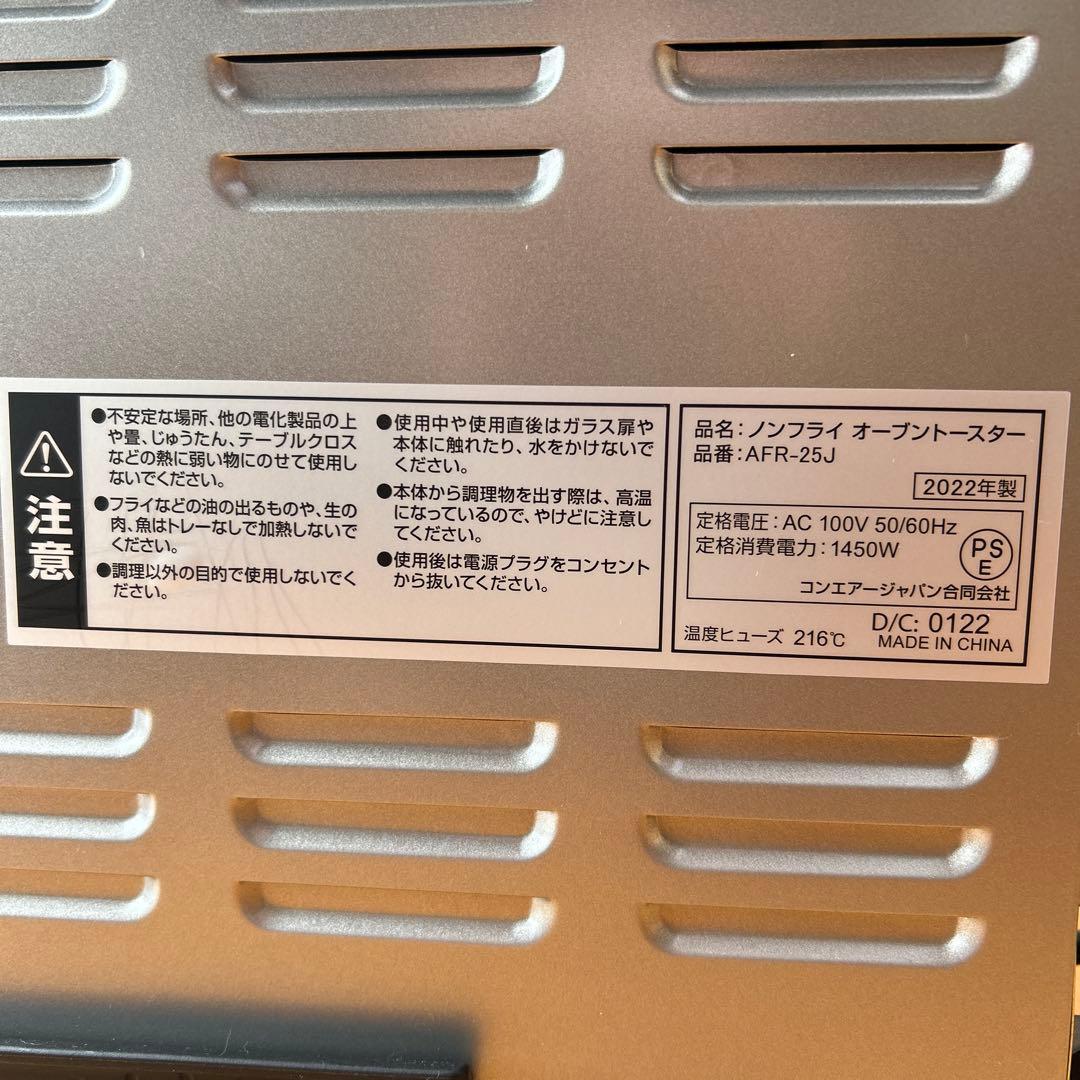 注意
●不安定な場所、他の電化製品の上
や畳、じゅうたん、テーブルクロス
などの熱に弱い物にのせて使用し
ないでください。
●フライなどの油の出るものや、生の
肉、魚はトレーなしで加熱しないで
ください。
●調理以外の目的で使用しないでく
ださい。
●使用中や使用直後はガラス扉や
本体に触れたり、水をかけないで
ください。
●本体から調理物を出す際は、高温
になっているので、やけどに注意し
てください。
●使用後は電源プラグをコンセント
から抜いてください。
品名:ノンフライ オーブントースター
品番:AFR-25J
2022年製
定格電圧:AC 100V 50/60Hz
定格消費電力:1450W
PS
E
コンエアージャパン合同会社
D/C: 0122
温度ヒューズ 216℃
MADE IN CHINA